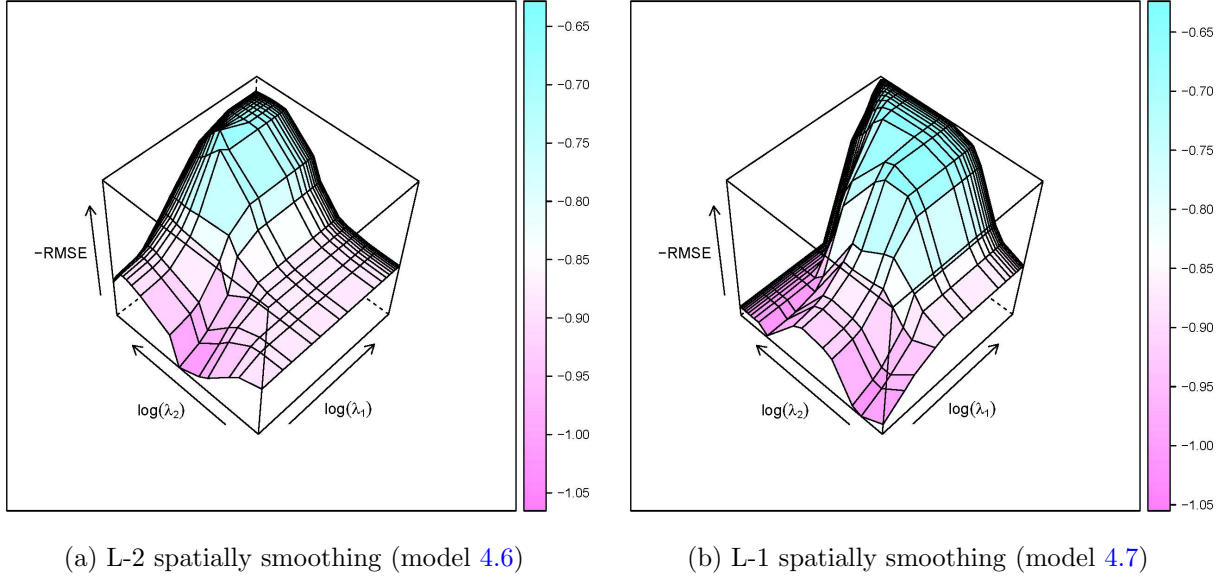 −RMSE
log(λ₂)
log(λ₁)
−0.65
−0.70
−0.75
−0.80
−0.85
−0.90
−0.95
−1.00
−1.05
−RMSE
log(λ₂)
log(λ₁)
−0.65
−0.70
−0.75
−0.80
−0.85
−0.90
−0.95
−1.00
−1.05
(a) L-2 spatially smoothing (model 4.6)
(b) L-1 spatially smoothing (model 4.7)